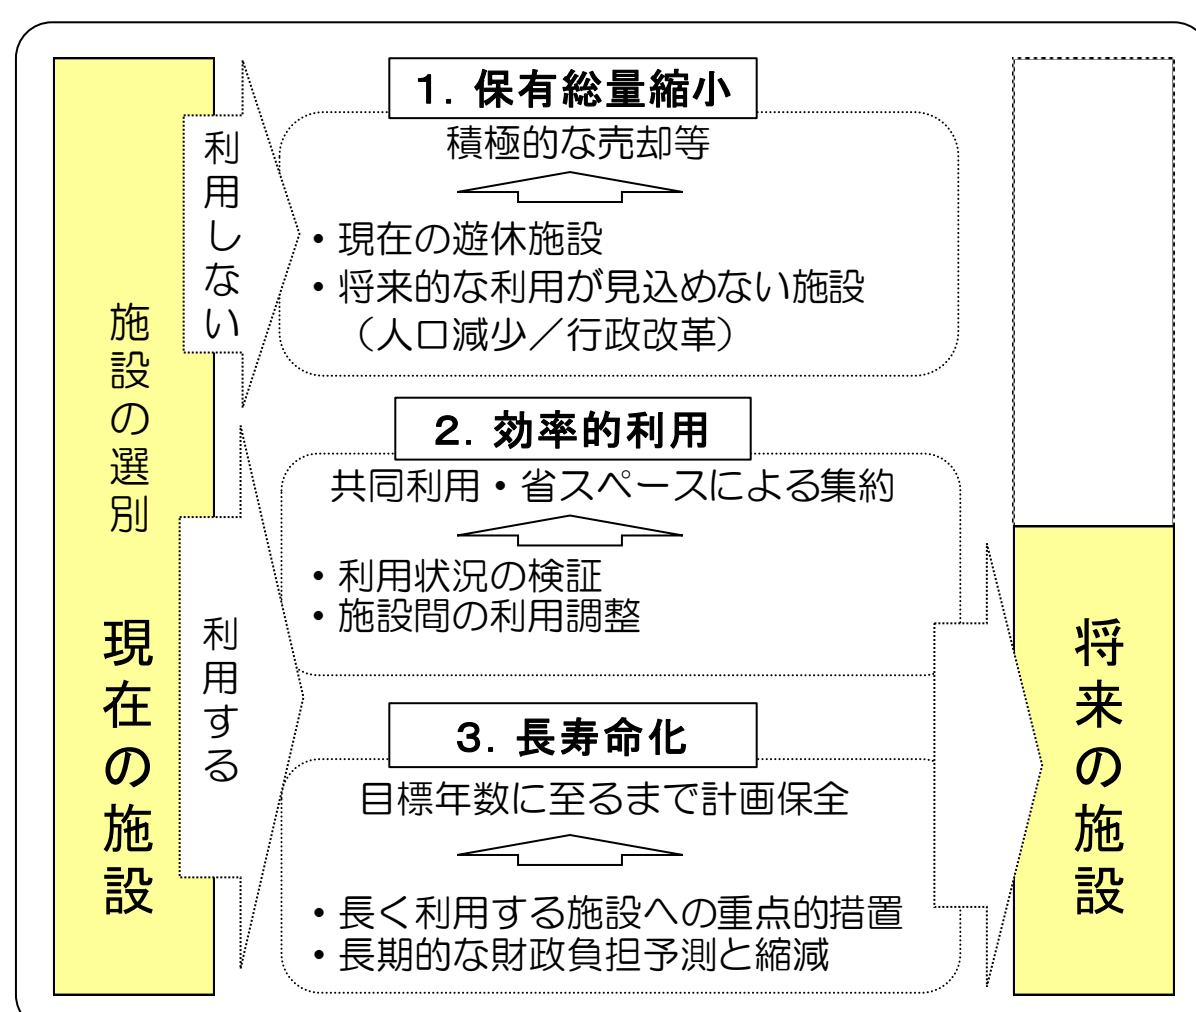 施設の選別
現在の施設
利用しない
1. 保有総量縮小
積極的な売却等
・現在の遊休施設
・将来的な利用が見込めない施設
（人口減少／行政改革）
利用する
2. 効率的利用
共同利用・省スペースによる集約
・利用状況の検証
・施設間の利用調整
3. 長寿命化
目標年数に至るまで計画保全
・長く利用する施設への重点的措置
・長期的な財政負担予測と縮減
将来の施設